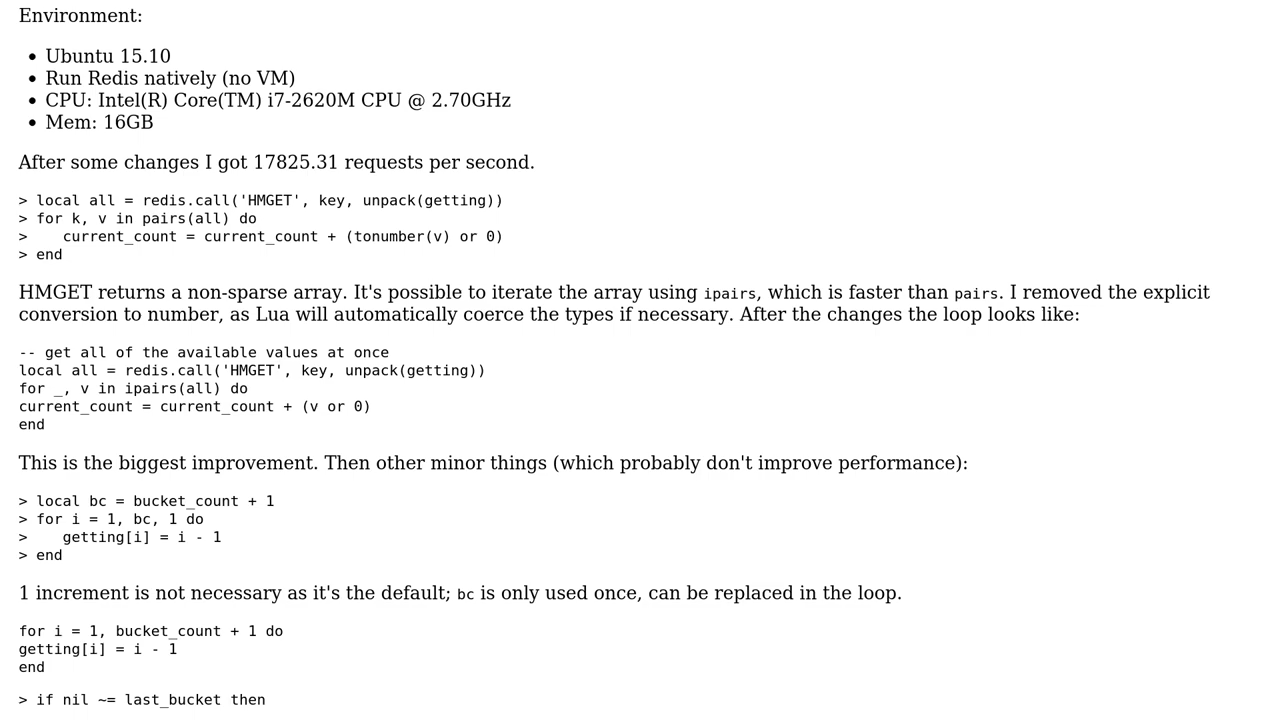 Environment:
• Ubuntu 15.10
• Run Redis natively (no VM)
• CPU: Intel(R) Core(TM) i7-2620M CPU @ 2.70GHz
• Mem: 16GB
After some changes I got 17825.31 requests per second.
> local all = redis.call('HMGET', key, unpack(getting))
> for k, v in pairs(all) do
>    current_count = current_count + (tonumber(v) or 0)
> end
HMGET returns a non-sparse array. It's possible to iterate the array using ipairs, which is faster than pairs. I removed the explicit
conversion to number, as Lua will automatically coerce the types if necessary. After the changes the loop looks like:
-- get all of the available values at once
local all = redis.call('HMGET', key, unpack(getting))
for _, v in ipairs(all) do
current_count = current_count + (v or 0)
end
This is the biggest improvement. Then other minor things (which probably don't improve performance):
> local bc = bucket_count + 1
> for i = 1, bc, 1 do
>    getting[i] = i - 1
> end
1 increment is not necessary as it's the default; bc is only used once, can be replaced in the loop.
for i = 1, bucket_count + 1 do
getting[i] = i - 1
end
> if nil ~= last_bucket then